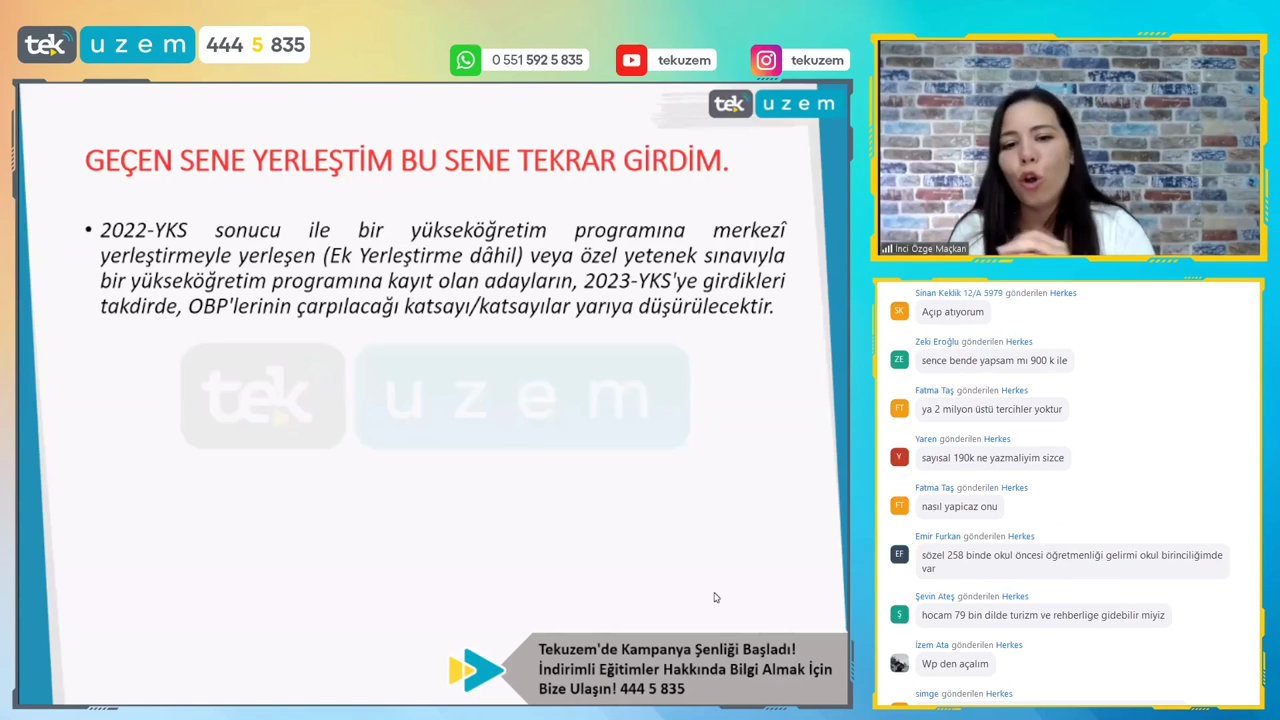 tek uzem 444 5 835
0 551 592 5 835
tekuzem
tekuzem
tek uzem
GEÇEN SENE YERLEŞTİM BU SENE TEKRAR GİRDİM.
• 2022-YKS sonucu ile bir yükseköğretim programına merkezî
yerleştirmeyle yerleşen (Ek Yerleştirme dâhil) veya özel yetenek sınavıyla
bir yükseköğretim programına kayıt olan adayların, 2023-YKS'ye girdikleri
takdirde, OBP'lerinin çarpılacağı katsayı/katsayılar yarıya düşürülecektir.
tek uzem
Tekuzem'de Kampanya Şenliği Başladı!
İndirimli Eğitimler Hakkında Bilgi Almak İçin
Bize Ulaşın! 444 5 835
İnci Özge Maçkan
Sinan Keklik 12/A 5979 gönderilen Herkes
SK
Açıp atıyorum
Zeki Eroğlu gönderilen Herkes
ZE
sence bende yapsam mı 900 k ile
Fatma Taş gönderilen Herkes
FT
ya 2 milyon üstü tercihler yoktur
Yaren gönderilen Herkes
Y
sayısal 190k ne yazmaliyim sizce
Fatma Taş gönderilen Herkes
FT
nasıl yapicaz onu
Emir Furkan gönderilen Herkes
EF
sözel 258 binde okul öncesi öğretmenliği gelirmi okul birinciliğimde
var
Şevin Ateş gönderilen Herkes
Ş
hocam 79 bin dilde turizm ve rehberlige gidebilir miyiz
İzem Ata gönderilen Herkes
Wp den açalım
simge gönderilen Herkes